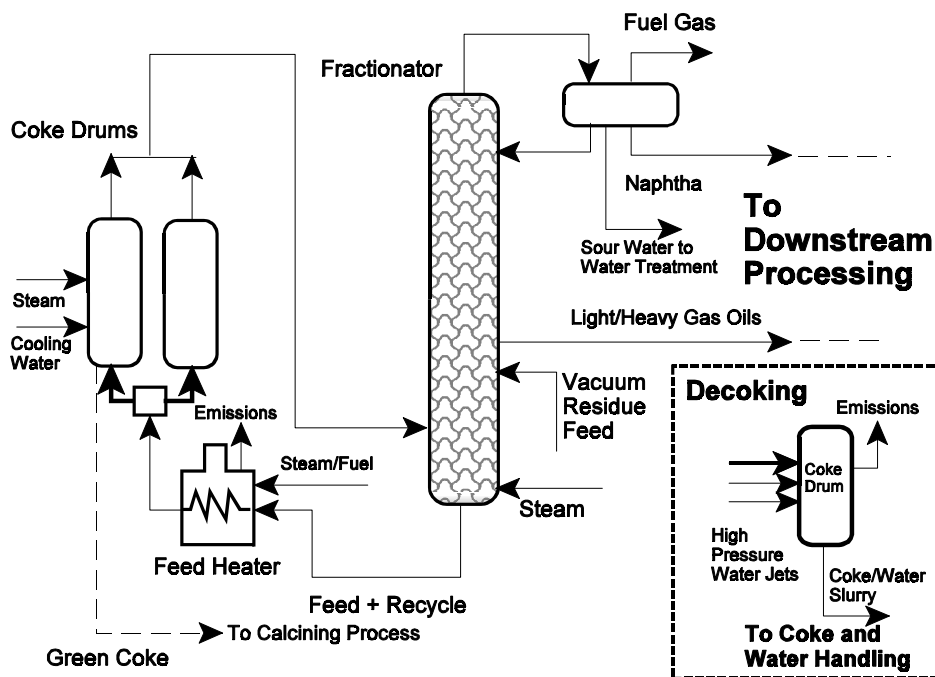 Fuel Gas
Fractionator
Coke Drums
Naphtha
To
Downstream
Processing
Sour Water to
Water Treatment
Steam
Cooling
Water
Light/Heavy Gas Oils
Vacuum
Residue
Feed
Emissions
Steam/Fuel
Steam
Feed Heater
Feed + Recycle
To Calcining Process
Green Coke
Decoking
Emissions
Coke
Drum
High
Pressure
Water Jets
Coke/Water
Slurry
To Coke and
Water Handling